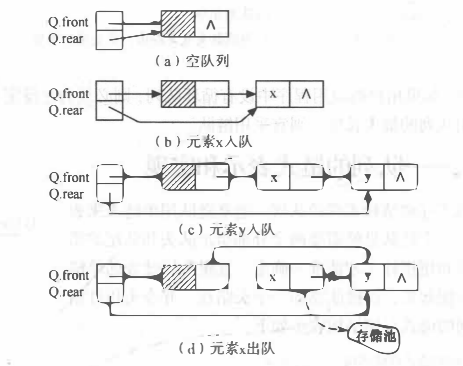 Q.front
Q.rear
∧
(a) 空队列
Q.front
Q.rear
x
∧
(b) 元素x入队
Q.front
Q.rear
x
y
∧
(c) 元素y入队
Q.front
Q.rear
x
y
∧
(d) 元素x出队
存储池